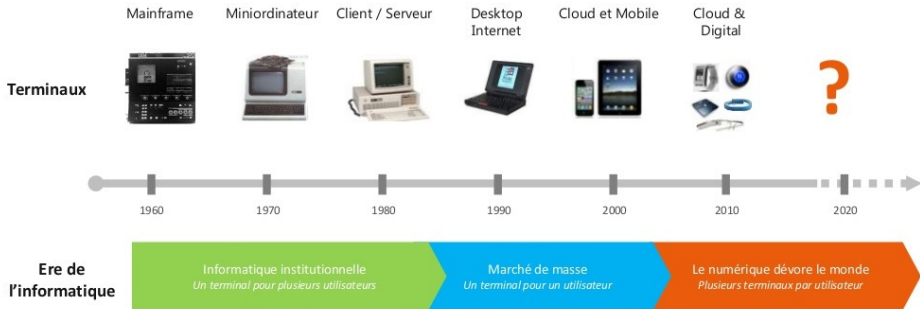 Mainframe
Miniordinateur
Client / Serveur
Desktop
Internet
Cloud et Mobile
Cloud &
Digital
Terminaux
?
1960
1970
1980
1990
2000
2010
2020
Ere de
l’informatique
Informatique institutionnelle
Un terminal pour plusieurs utilisateurs
Marché de masse
Un terminal pour un utilisateur
Le numérique dévore le monde
Plusieurs terminaux par utilisateur